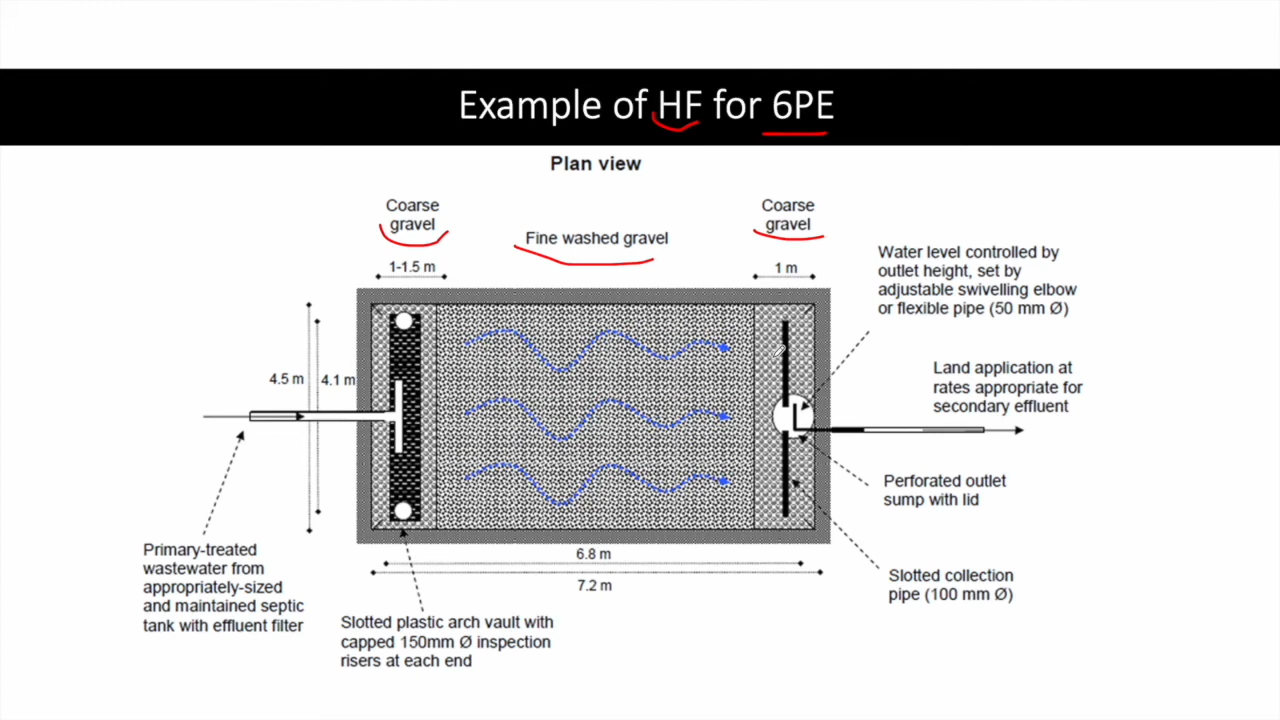 Example of HF for 6PE
Plan view
Coarse
gravel
Fine washed gravel
Coarse
gravel
1-1.5 m
1 m
Water level controlled by
outlet height, set by
adjustable swivelling elbow
or flexible pipe (50 mm Ø)
4.5 m
4.1 m
Land application at
rates appropriate for
secondary effluent
Perforated outlet
sump with lid
6.8 m
7.2 m
Primary-treated
wastewater from
appropriately-sized
and maintained septic
tank with effluent filter
Slotted plastic arch vault with
capped 150mm Ø inspection
risers at each end
Slotted collection
pipe (100 mm Ø)